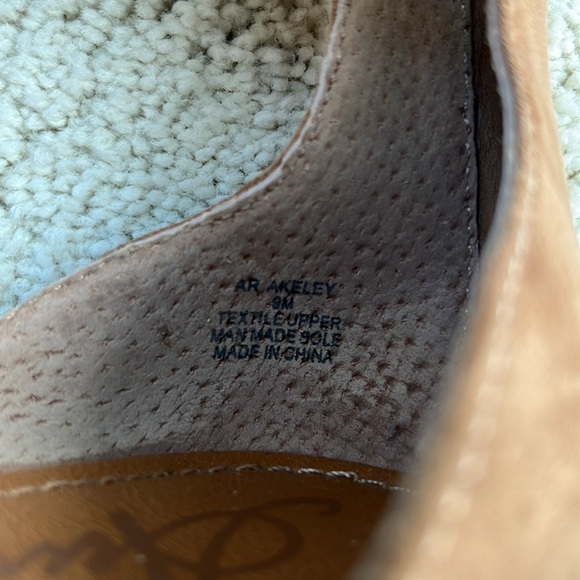 AR AKELEY
9M
TEXTILE UPPER
MAN MADE SOLE
MADE IN CHINA